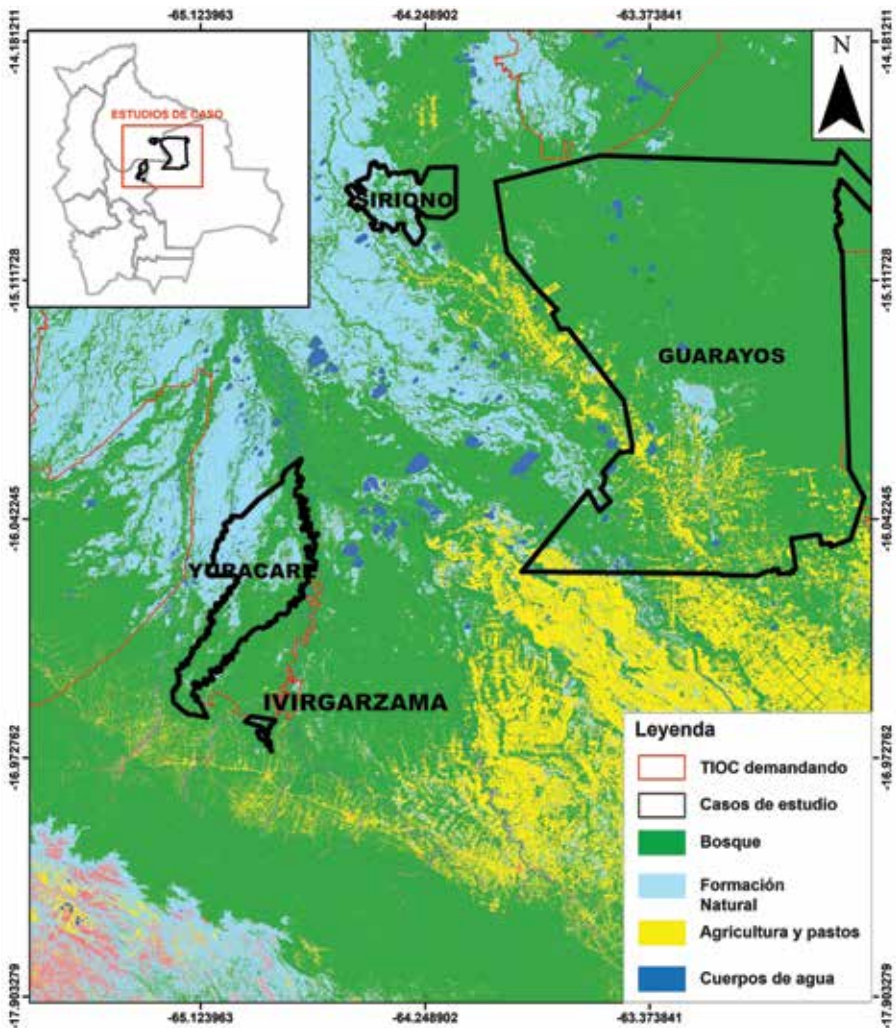 -65.123963
-64.248902
-63.373841
-14.181211
-14.181211
N
ESTUDIOS DE CASO
SIRIONO
-15.111728
-15.111728
GUARAYOS
-16.042245
-16.042245
YURACARE
IVIRGARZAMA
-16.972762
-16.972762
Leyenda
TIOC demandando
Casos de estudio
Bosque
Formación
Natural
Agricultura y pastos
Cuerpos de agua
-17.903279
-17.903279
-65.123963
-64.248902
-63.373841